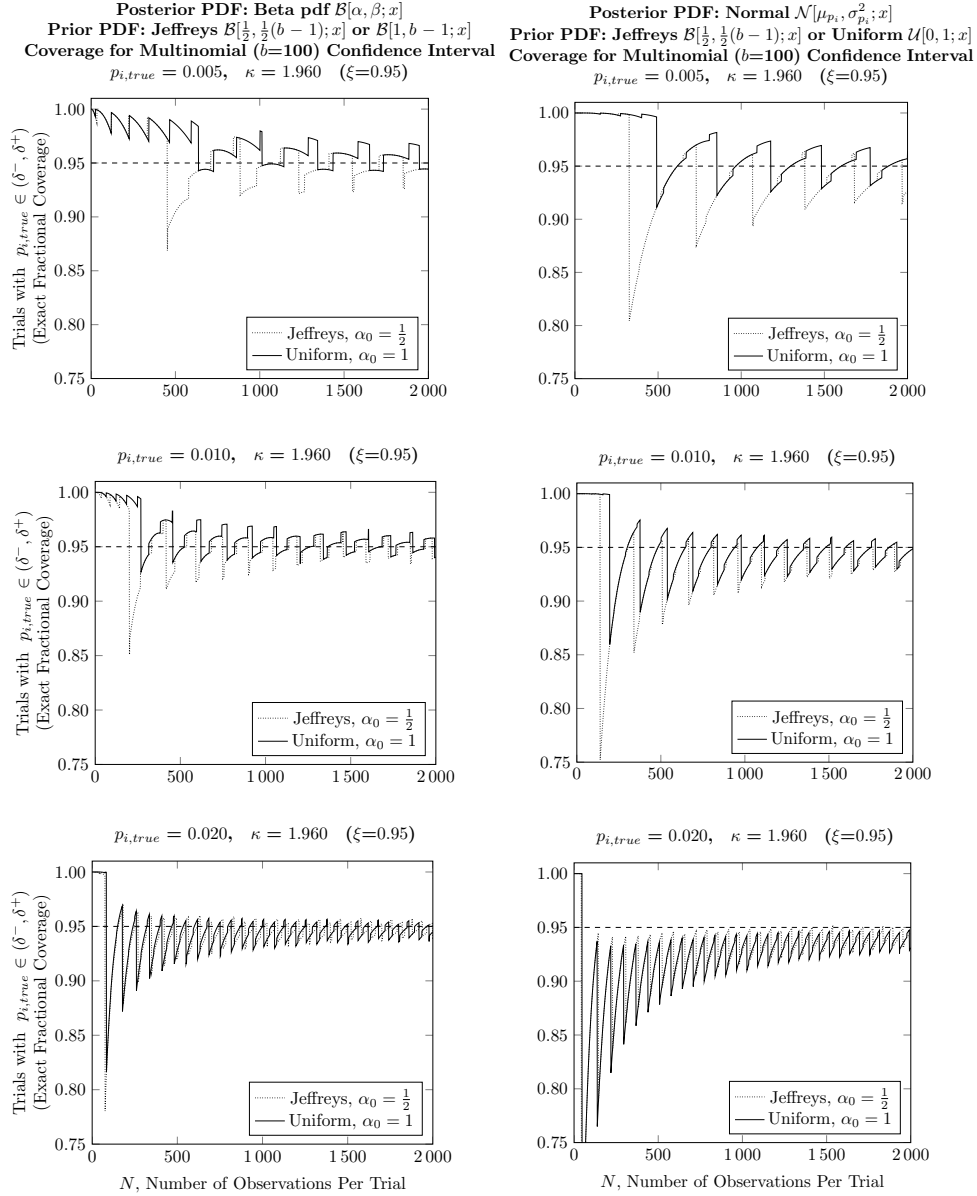 Posterior PDF: Beta pdf 𝓑[α, β; x]
Prior PDF: Jeffreys 𝓑[½, ½(b − 1); x] or 𝓑[1, b − 1; x]
Coverage for Multinomial (b=100) Confidence Interval
p_{i,true} = 0.005, κ = 1.960 (ξ=0.95)
1.00
0.95
0.90
0.85
0.80
0.75
0
500
1 000
1 500
2 000
Trials with p_{i,true} ∈ (δ⁻, δ⁺)
(Exact Fractional Coverage)
Jeffreys, α₀ = ½
Uniform, α₀ = 1
Posterior PDF: Normal 𝒩[μ_{p_i}, σ²_{p_i}; x]
Prior PDF: Jeffreys 𝓑[½, ½(b − 1); x] or Uniform 𝒰[0, 1; x]
Coverage for Multinomial (b=100) Confidence Interval
p_{i,true} = 0.005, κ = 1.960 (ξ=0.95)
1.00
0.95
0.90
0.85
0.80
0.75
0
500
1 000
1 500
2 000
Jeffreys, α₀ = ½
Uniform, α₀ = 1
p_{i,true} = 0.010, κ = 1.960 (ξ=0.95)
1.00
0.95
0.90
0.85
0.80
0.75
0
500
1 000
1 500
2 000
Trials with p_{i,true} ∈ (δ⁻, δ⁺)
(Exact Fractional Coverage)
Jeffreys, α₀ = ½
Uniform, α₀ = 1
p_{i,true} = 0.010, κ = 1.960 (ξ=0.95)
1.00
0.95
0.90
0.85
0.80
0.75
0
500
1 000
1 500
2 000
Jeffreys, α₀ = ½
Uniform, α₀ = 1
p_{i,true} = 0.020, κ = 1.960 (ξ=0.95)
1.00
0.95
0.90
0.85
0.80
0.75
0
500
1 000
1 500
2 000
Trials with p_{i,true} ∈ (δ⁻, δ⁺)
(Exact Fractional Coverage)
Jeffreys, α₀ = ½
Uniform, α₀ = 1
N, Number of Observations Per Trial
p_{i,true} = 0.020, κ = 1.960 (ξ=0.95)
1.00
0.95
0.90
0.85
0.80
0.75
0
500
1 000
1 500
2 000
Jeffreys, α₀ = ½
Uniform, α₀ = 1
N, Number of Observations Per Trial